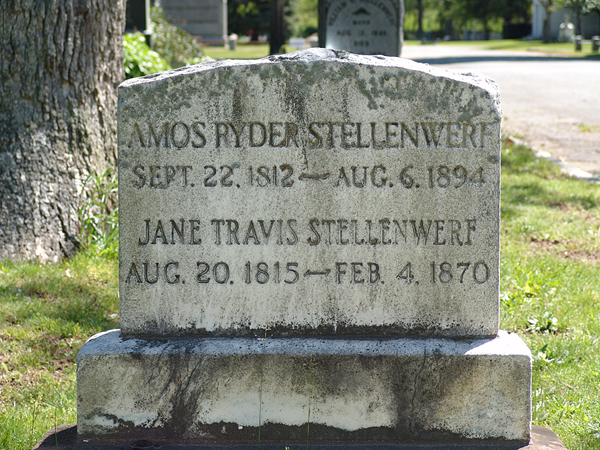 AMOS RYDER STELLENWERF
SEPT. 22. 1812 — AUG. 6. 1894
JANE TRAVIS STELLENWERF
AUG. 20. 1815 — FEB. 4. 1870